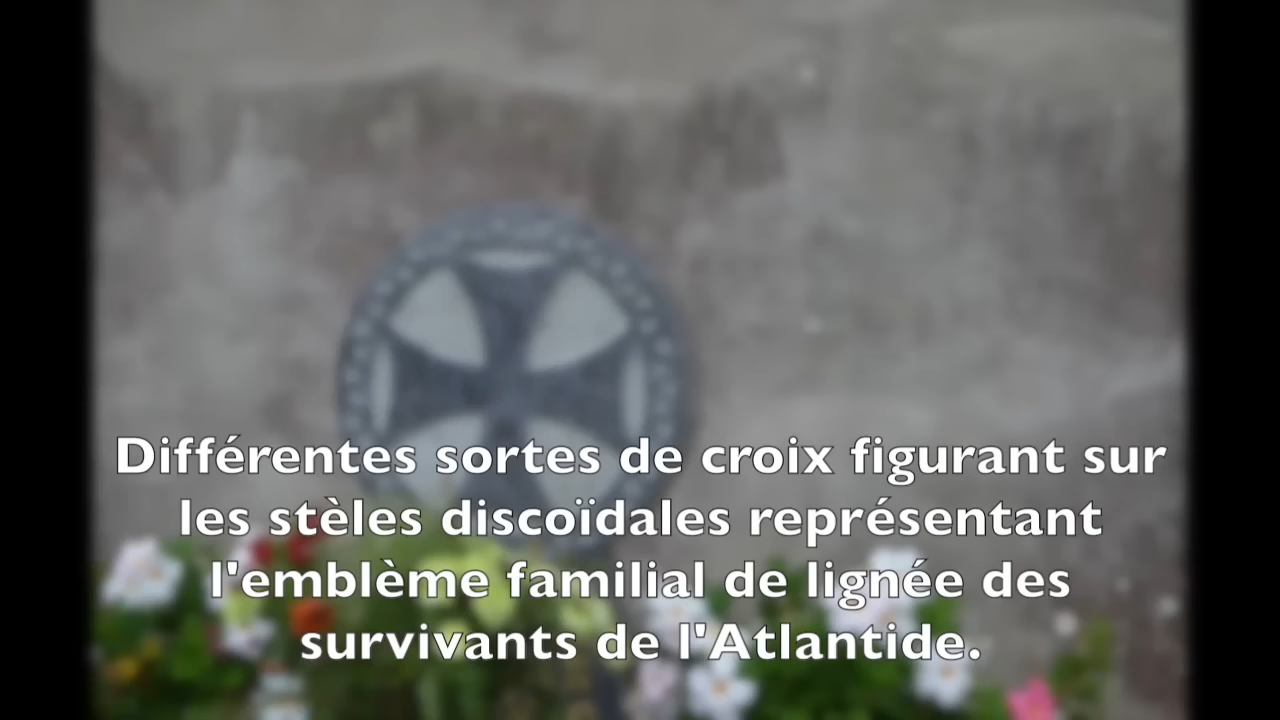 Différentes sortes de croix figurant sur
les stèles discoïdales représentant
l'emblème familial de lignée des
survivants de l'Atlantide.